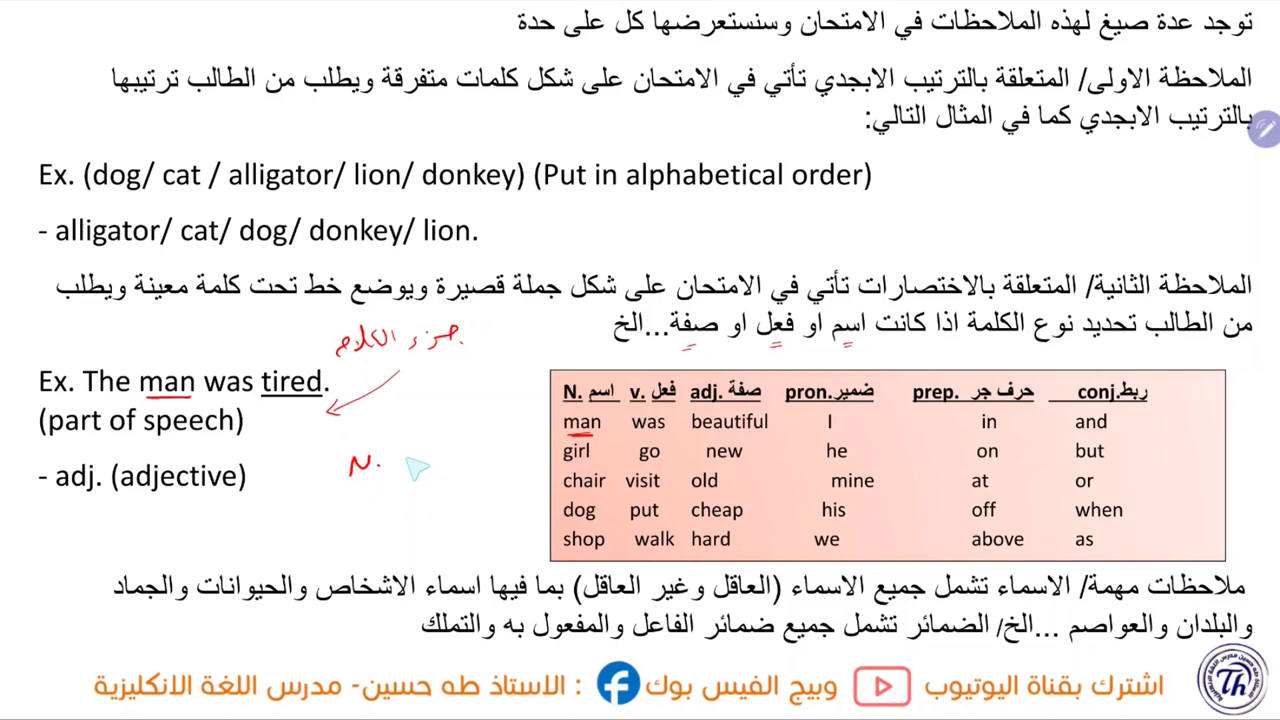 توجد عدة صيغ لهذه الملاحظات في الامتحان وسنستعرضها كل على حدة
الملاحظة الاولى/ المتعلقة بالترتيب الابجدي تأتي في الامتحان على شكل كلمات متفرقة ويطلب من الطالب ترتيبها
بالترتيب الابجدي كما في المثال التالي:
Ex. (dog/ cat / alligator/ lion/ donkey) (Put in alphabetical order)
- alligator/ cat/ dog/ donkey/ lion.
الملاحظة الثانية/ المتعلقة بالاختصارات تأتي في الامتحان على شكل جملة قصيرة ويوضع خط تحت كلمة معينة ويطلب
من الطالب تحديد نوع الكلمة اذا كانت اسم او فعل او صفة...الخ
جزء الكلام
Ex. The man was tired.
(part of speech)
N.
- adj. (adjective)
N. اسم v. فعل adj. صفة pron. ضمير prep. حرف جر conj. ربط
man was beautiful I in and
girl go new he on but
chair visit old mine at or
dog put cheap his off when
shop walk hard we above as
ملاحظات مهمة/ الاسماء تشمل جميع الاسماء (العاقل وغير العاقل) بما فيها اسماء الاشخاص والحيوانات والجماد
والبلدان والعواصم ...الخ/ الضمائر تشمل جميع ضمائر الفاعل والمفعول به والتملك
اشترك بقناة اليوتيوب وبيج الفيس بوك : الاستاذ طه حسين- مدرس اللغة الانكليزية
Th